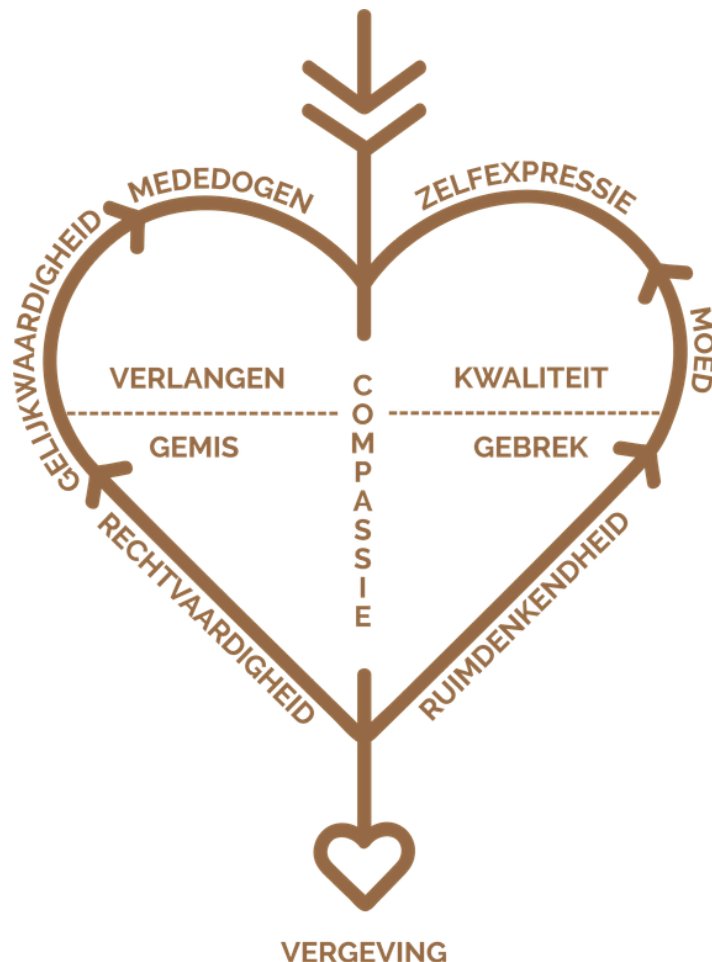 MEDEDOGEN
ZELFEXPRESSIE
GELIJKWAARDIGHEID
MOED
VERLANGEN
KWALITEIT
COMPASSIE
GEMIS
GEBREK
RECHTVAARDIGHEID
RUIMDENKENDHEID
VERGEVING